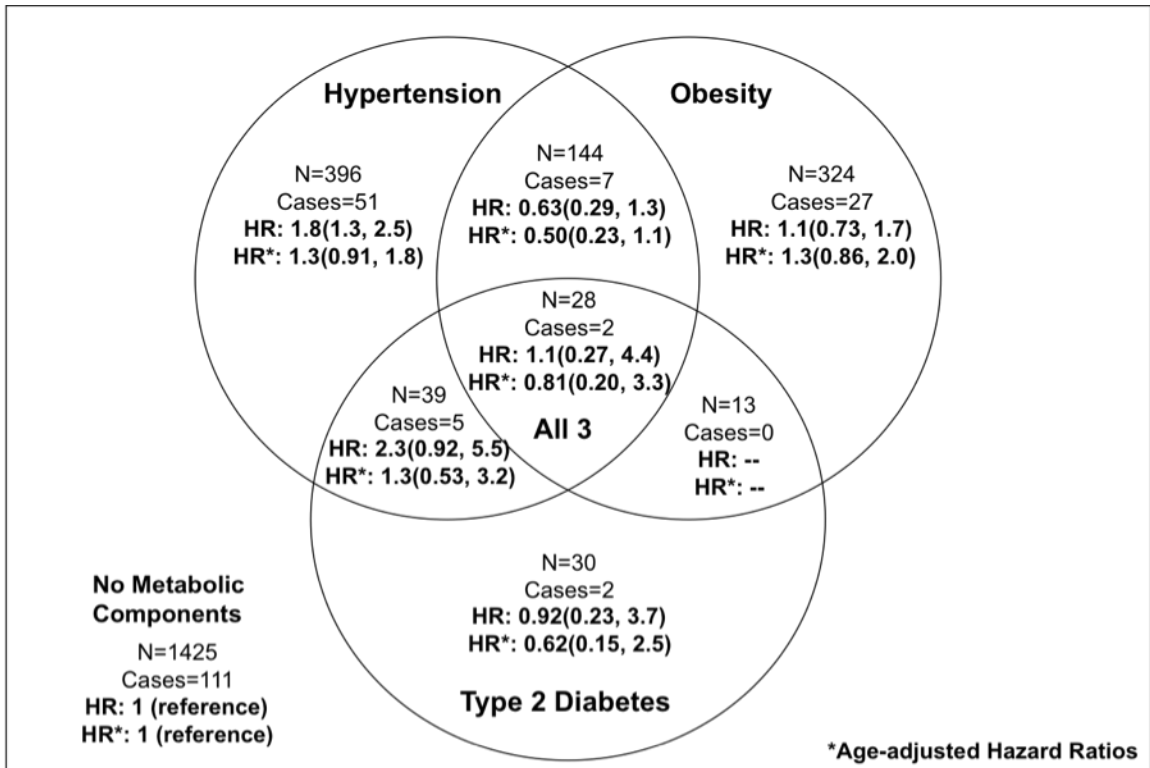 Hypertension
Obesity
N=396
Cases=51
HR: 1.8(1.3, 2.5)
HR*: 1.3(0.91, 1.8)
N=144
Cases=7
HR: 0.63(0.29, 1.3)
HR*: 0.50(0.23, 1.1)
N=324
Cases=27
HR: 1.1(0.73, 1.7)
HR*: 1.3(0.86, 2.0)
N=28
Cases=2
HR: 1.1(0.27, 4.4)
HR*: 0.81(0.20, 3.3)
All 3
N=39
Cases=5
HR: 2.3(0.92, 5.5)
HR*: 1.3(0.53, 3.2)
N=13
Cases=0
HR: --
HR*: --
N=30
Cases=2
HR: 0.92(0.23, 3.7)
HR*: 0.62(0.15, 2.5)
Type 2 Diabetes
No Metabolic
Components
N=1425
Cases=111
HR: 1 (reference)
HR*: 1 (reference)
*Age-adjusted Hazard Ratios